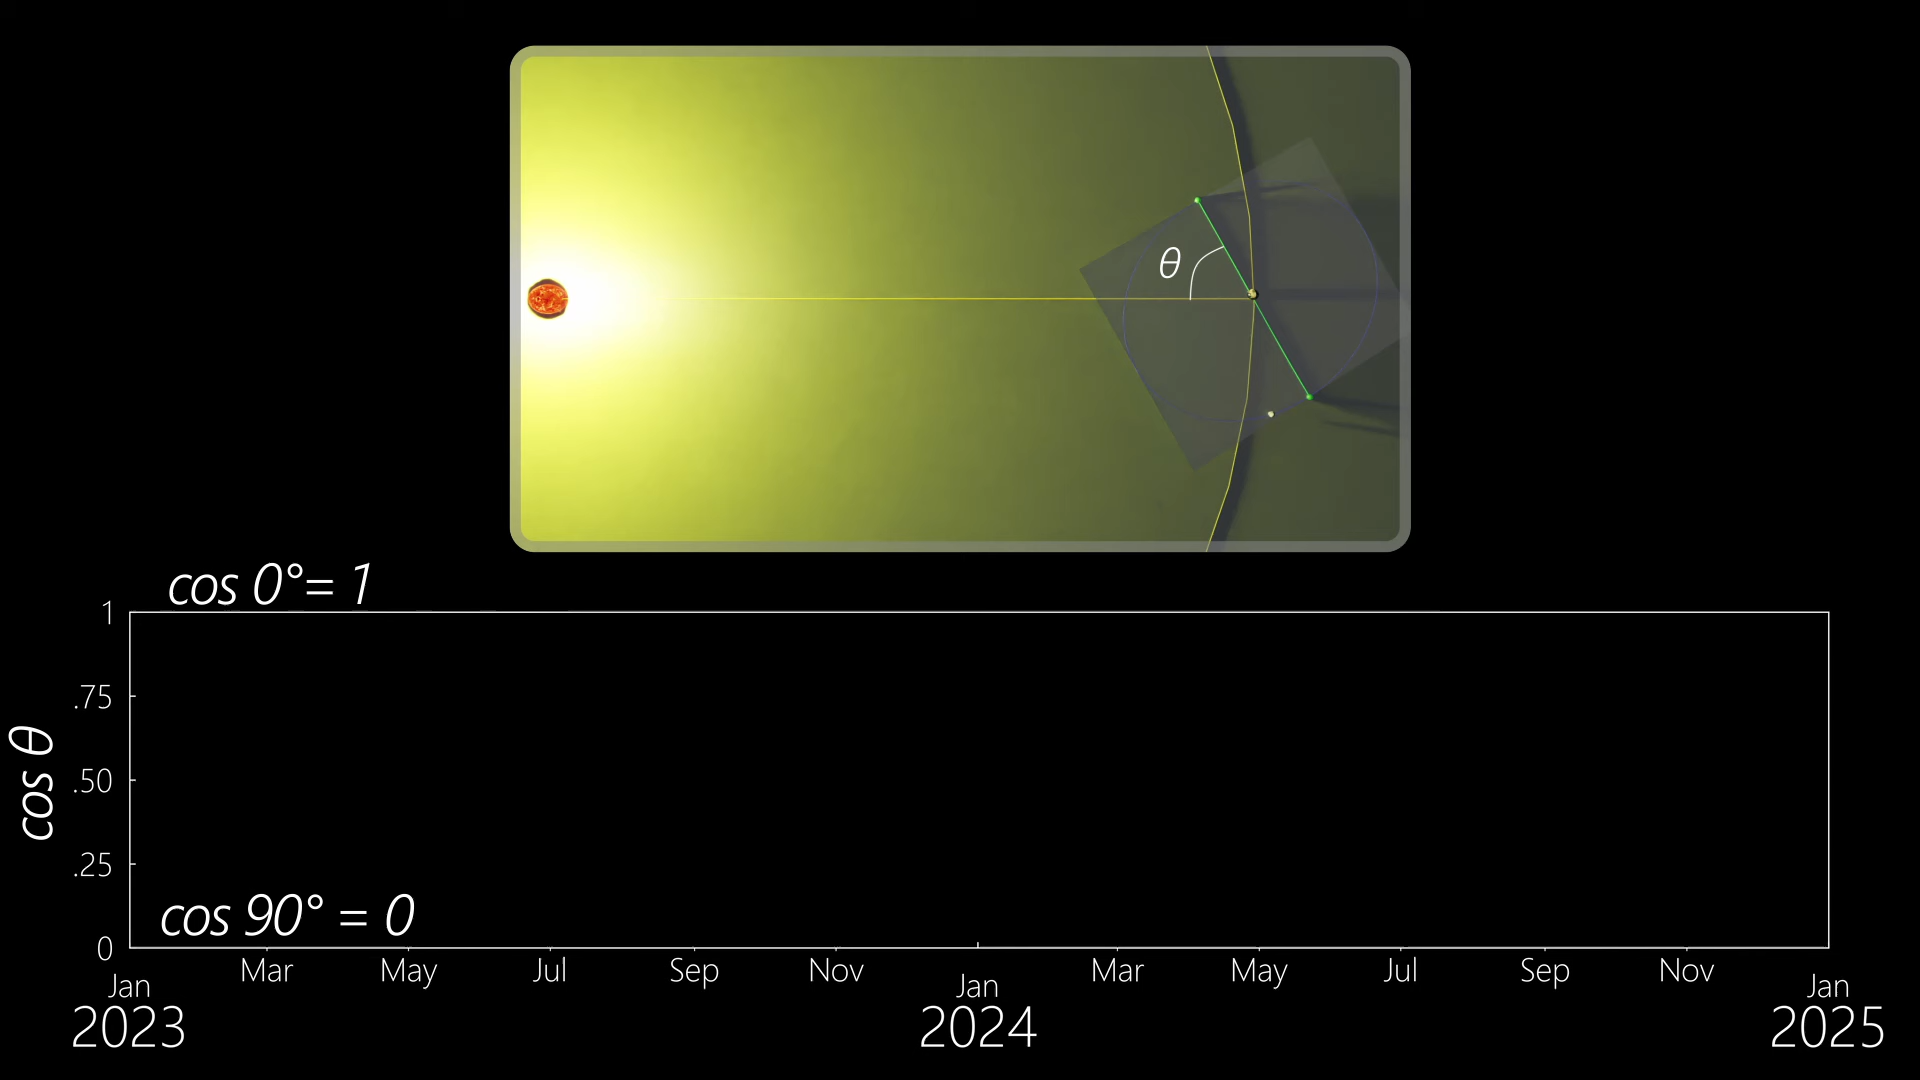 θ
cos 0°= 1
1
.75
.50
.25
0
cos θ
cos 90° = 0
Mar May Jul Sep Nov Mar May Jul Sep Nov
Jan Jan Jan
2023 2024 2025